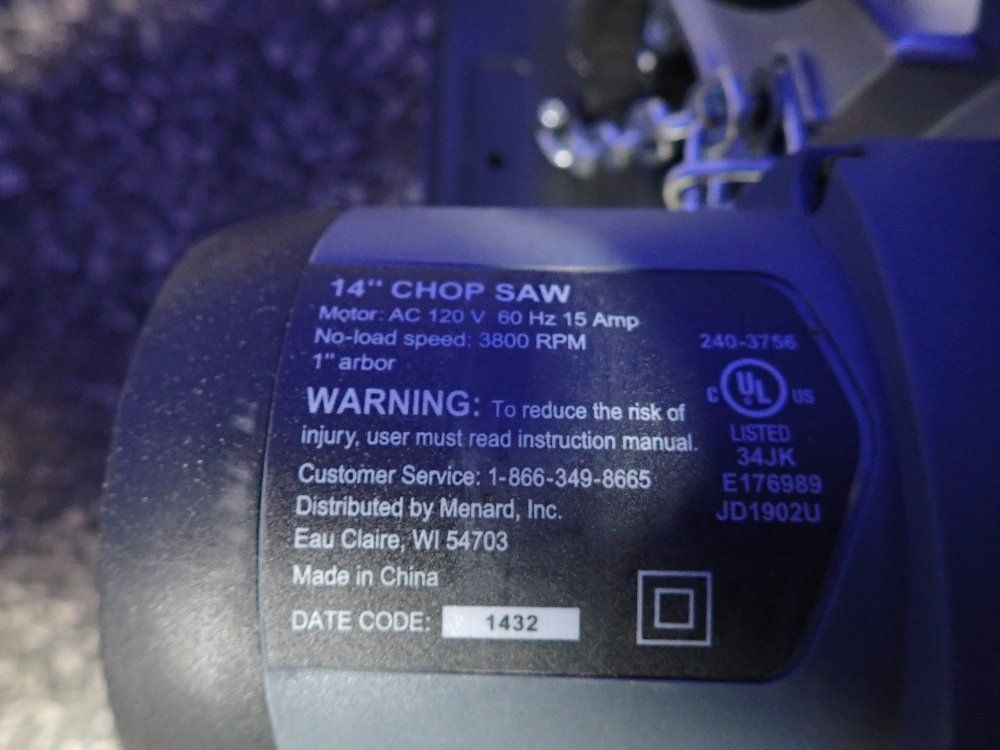 14" CHOP SAW
Motor: AC 120 V 60 Hz 15 Amp
No-load speed: 3800 RPM
1" arbor
WARNING: To reduce the risk of
injury, user must read instruction manual.
Customer Service: 1-866-349-8665
Distributed by Menard, Inc.
Eau Claire, WI 54703
Made in China
DATE CODE: 1432
240-3756
C UL US
LISTED
34JK
E176989
JD1902U